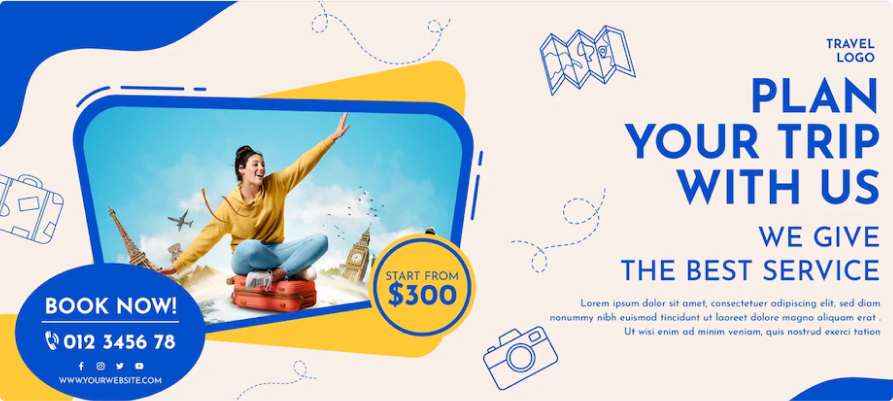 TRAVEL
LOGO
PLAN
YOUR TRIP
WITH US
WE GIVE
THE BEST SERVICE
Lorem ipsum dolor sit amet, consectetuer adipiscing elit, sed diam
nonummy nibh euismod tincidunt ut laoreet dolore magna aliquam erat .
Ut wisi enim ad minim veniam, quis nostrud exerci tation
START FROM
$300
BOOK NOW!
012 3456 78
WWW.YOURWEBSITE.COM